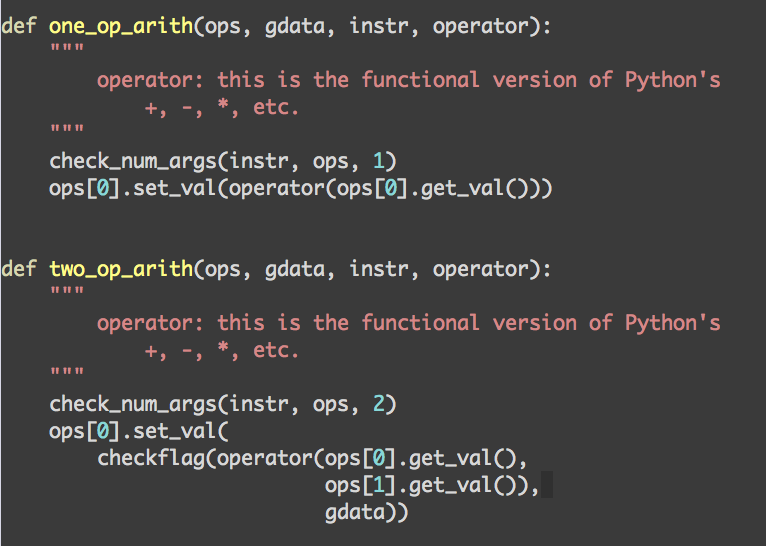 def one_op_arith(ops, gdata, instr, operator):
    """
        operator: this is the functional version of Python's
            +, -, *, etc.
    """
    check_num_args(instr, ops, 1)
    ops[0].set_val(operator(ops[0].get_val()))


def two_op_arith(ops, gdata, instr, operator):
    """
        operator: this is the functional version of Python's
            +, -, *, etc.
    """
    check_num_args(instr, ops, 2)
    ops[0].set_val(
        checkflag(operator(ops[0].get_val(),
                           ops[1].get_val()),
                           gdata))